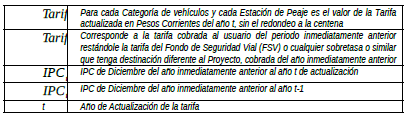 Tarif Para cada Categoría de vehículos y cada Estación de Peaje es el valor de la Tarifa
actualizada en Pesos Corrientes del año t, sin el redondeo a la centena
Tarif Corresponde a la tarifa cobrada al usuario del periodo inmediatamente anterior
restándole la tarifa del Fondo de Seguridad Vial (FSV) o cualquier sobretasa o similar
que tenga destinación diferente al Proyecto, cobrada del año inmediatamente anterior
IPC IPC de Diciembre del año inmediatamente anterior al año t de actualización
IPC IPC de Diciembre del año inmediatamente anterior al año t-1
t Año de Actualización de la tarifa